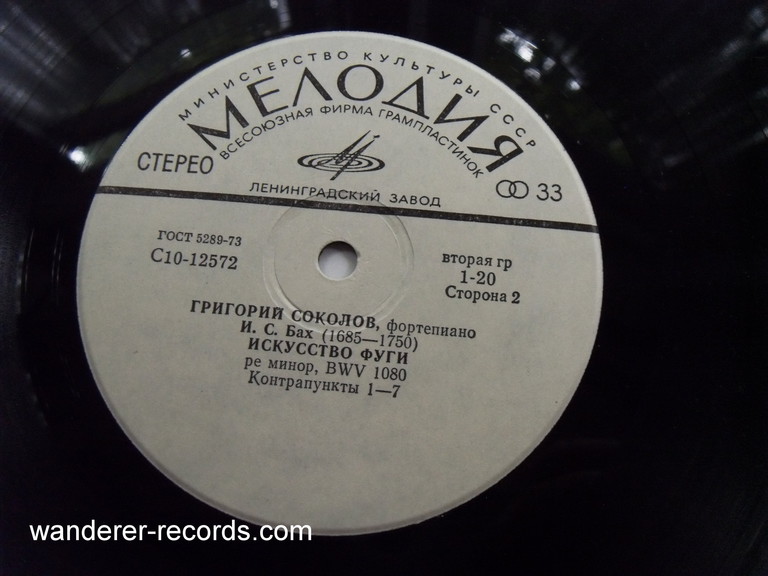 МИНИСТЕРСТВО КУЛЬТУРЫ СССР
МЕЛОДИЯ
ВСЕСОЮЗНАЯ ФИРМА ГРАМПЛАСТИНОК
СТЕРЕО
33
ЛЕНИНГРАДСКИЙ ЗАВОД
ГОСТ 5289-73
С10-12572
вторая гр
1-20
Сторона 2
ГРИГОРИЙ СОКОЛОВ, фортепиано
И. С. Бах (1685—1750)
ИСКУССТВО ФУГИ
ре минор, BWV 1080
Контрапункты 1—7
wanderer-records.com